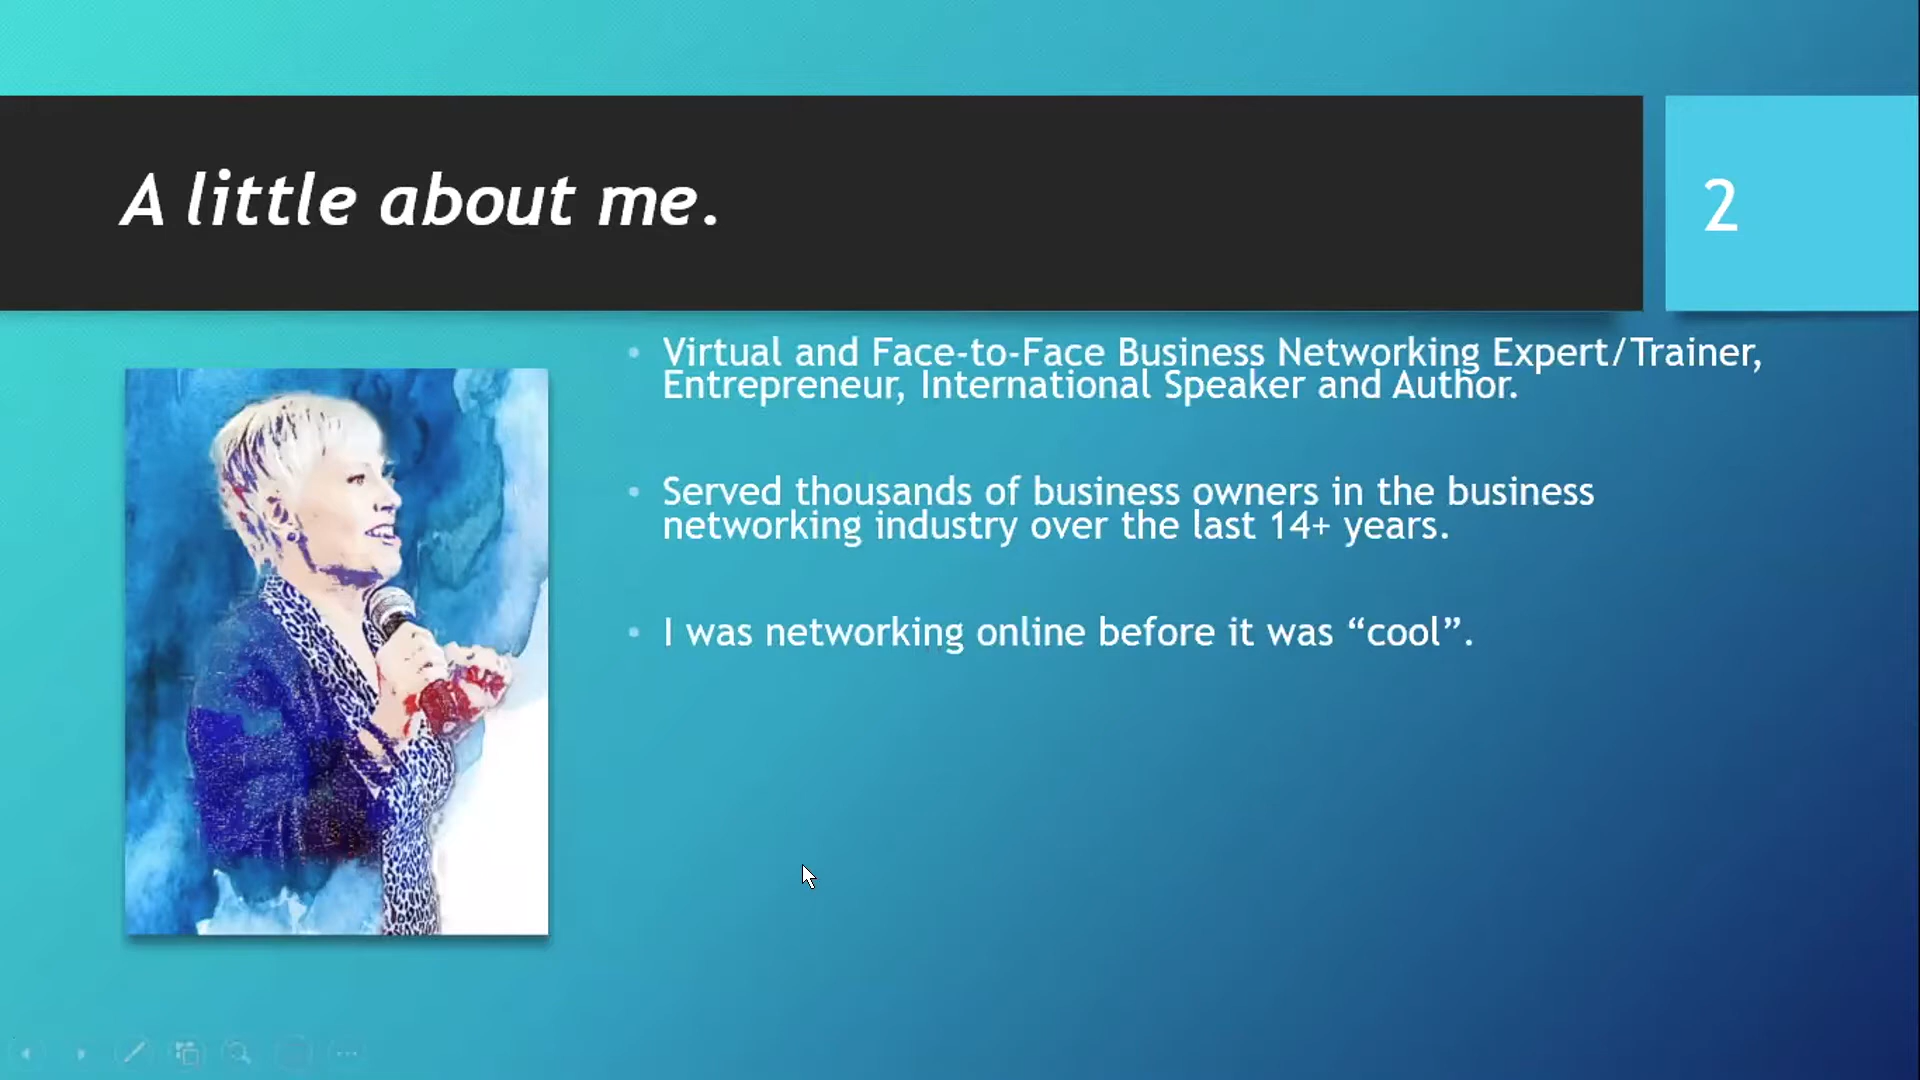 A little about me.
2
Virtual and Face-to-Face Business Networking Expert/Trainer,
Entrepreneur, International Speaker and Author.
Served thousands of business owners in the business
networking industry over the last 14+ years.
I was networking online before it was “cool”.